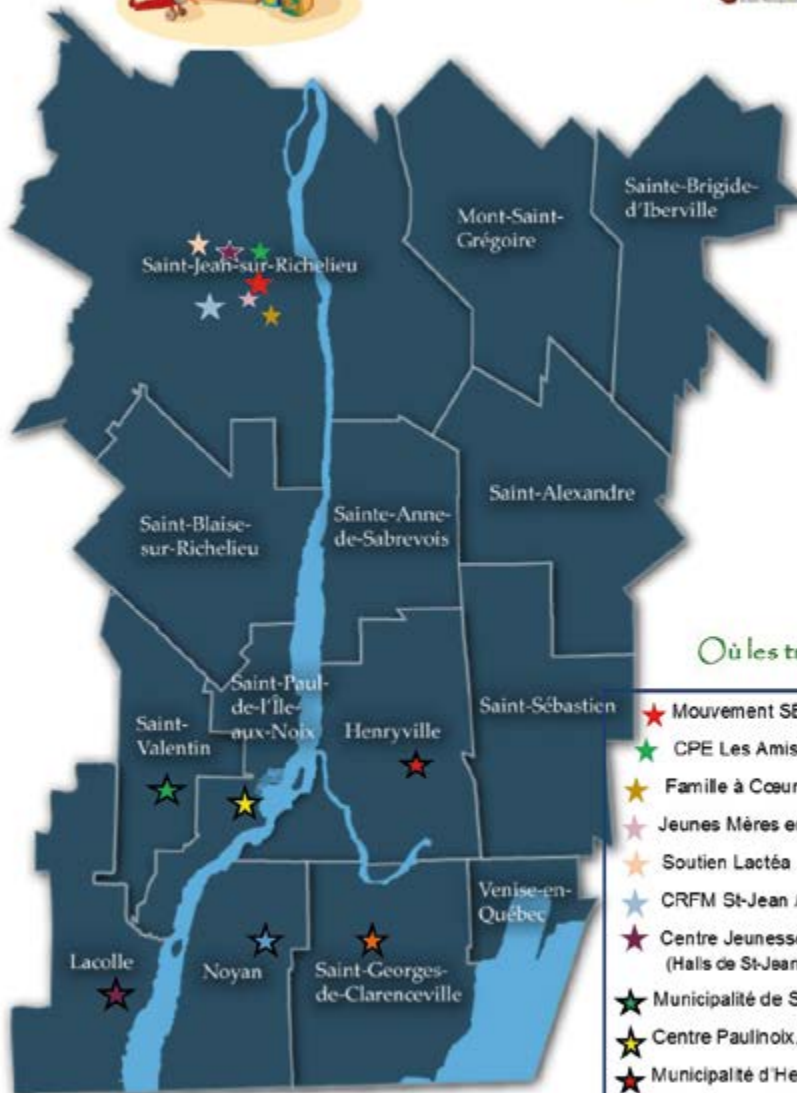 Sainte-Brigide-
d'Iberville
Mont-Saint-
Grégoire
Saint-Jean-sur-Richelieu
Saint-Alexandre
Saint-Blaise-
sur-Richelieu
Sainte-Anne-
de-Sabrevois
Saint-Paul-
de-l'Île-
aux-Noix
Saint-
Valentin
Henryville
Saint-Sébastien
Venise-en-
Québec
Lacolle
Noyan
Saint-Georges-
de-Clarenceville
Où les
Mouvement
CPE Les Amis
Famille à Cœur
Jeunes Mères
Soutien Lactéa
CRFM St-Jean
Centre Jeunesse
(Halls de St-Jean
Municipalité de
Centre Paulinoix,
Municipalité